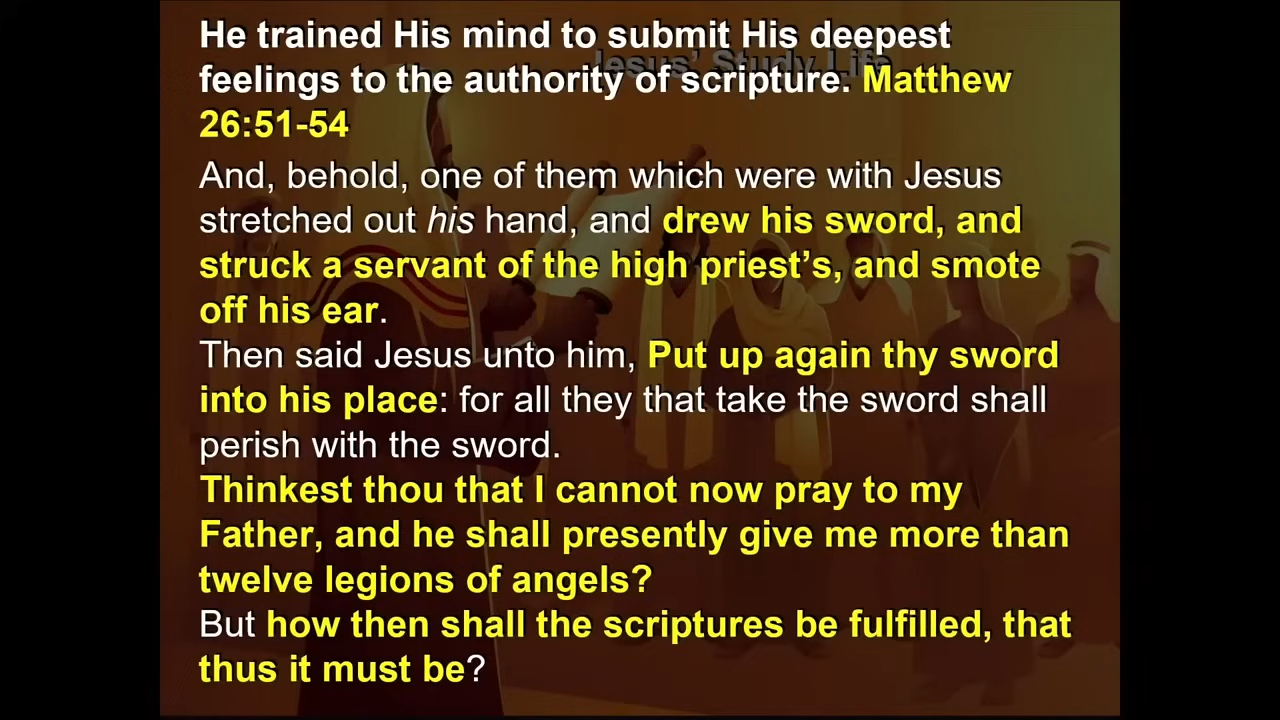 Jesus' Study Life
He trained His mind to submit His deepest
feelings to the authority of scripture. Matthew
26:51-54
And, behold, one of them which were with Jesus
stretched out his hand, and drew his sword, and
struck a servant of the high priest’s, and smote
off his ear.
Then said Jesus unto him, Put up again thy sword
into his place: for all they that take the sword shall
perish with the sword.
Thinkest thou that I cannot now pray to my
Father, and he shall presently give me more than
twelve legions of angels?
But how then shall the scriptures be fulfilled, that
thus it must be?